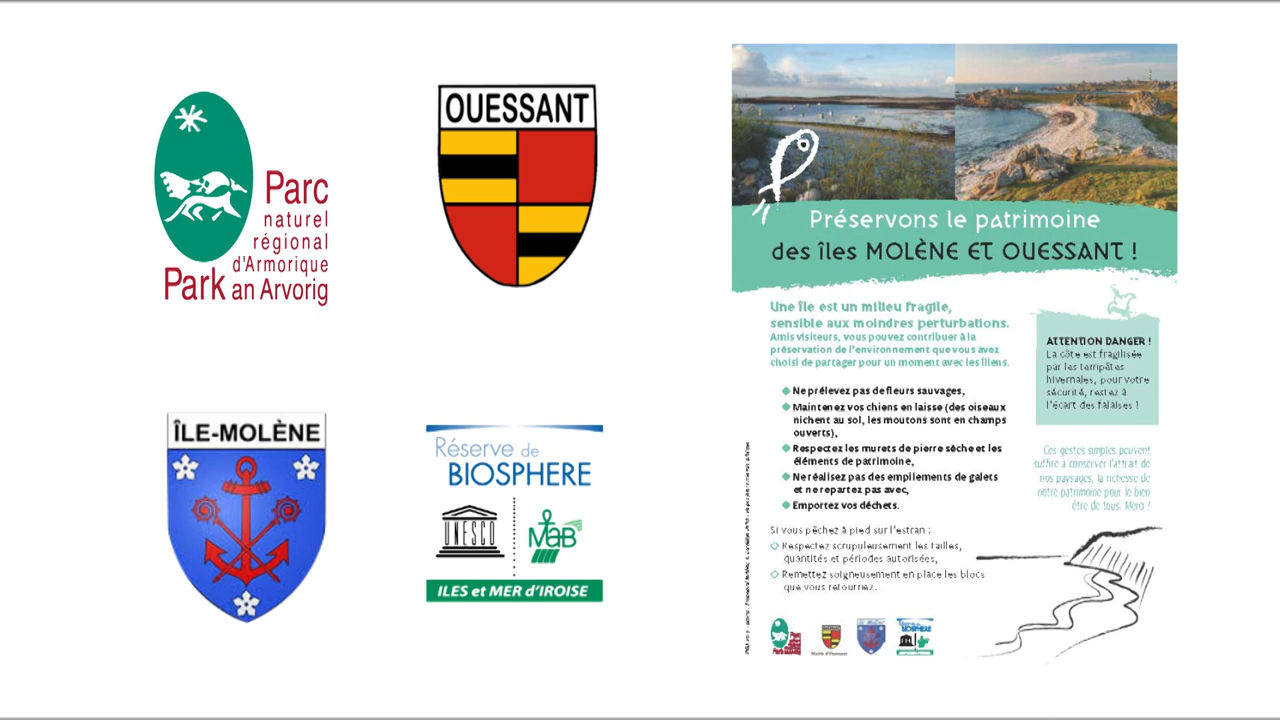 Parc
naturel
régional
d'Armorique
Park an Arvorig
OUESSANT
ÎLE-MOLÈNE
Réserve de
BIOSPHERE
UNESCO
MaB
ILES et MER d'IROISE
Préservons le patrimoine
des îles MOLÈNE ET OUESSANT !
Une île est un milieu fragile,
sensible aux moindres perturbations.
Amis visiteurs, vous pouvez contribuer à la
préservation de l'environnement que vous avez
choisi de partager pour un moment avec les îliens.
Ne prélevez pas de fleurs sauvages,
Maintenez vos chiens en laisse (des oiseaux
nichent au sol, les moutons sont en champs
ouverts),
Respectez les murets de pierre sèche et les
éléments de patrimoine,
Ne réalisez pas des empilements de galets
et ne repartez pas avec,
Emportez vos déchets.
Si vous pêchez à pied sur l'estran :
Respectez scrupuleusement les tailles,
quantités et périodes autorisées,
Remettez soigneusement en place les blocs
que vous retournez.
ATTENTION DANGER !
La côte est fragilisée
par les tempêtes
hivernales, pour votre
sécurité, restez à
l'écart des falaises !
Ces gestes simples peuvent
suffire à conserver l'attrait de
nos paysages, la richesse de
notre patrimoine pour le bien
être de tous. Merci !
Réserve de
BIOSPHERE